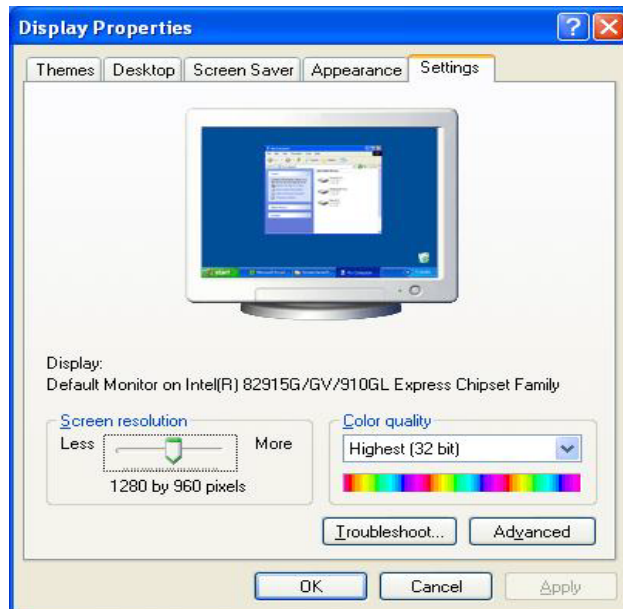 Display Properties
Themes Desktop Screen Saver Appearance Settings
start
Display:
Default Monitor on Intel(R) 82915G/GV/910GL Express Chipset Family
Screen resolution
Less More
1280 by 960 pixels
Color quality
Highest (32 bit)
Troubleshoot... Advanced
OK Cancel Apply